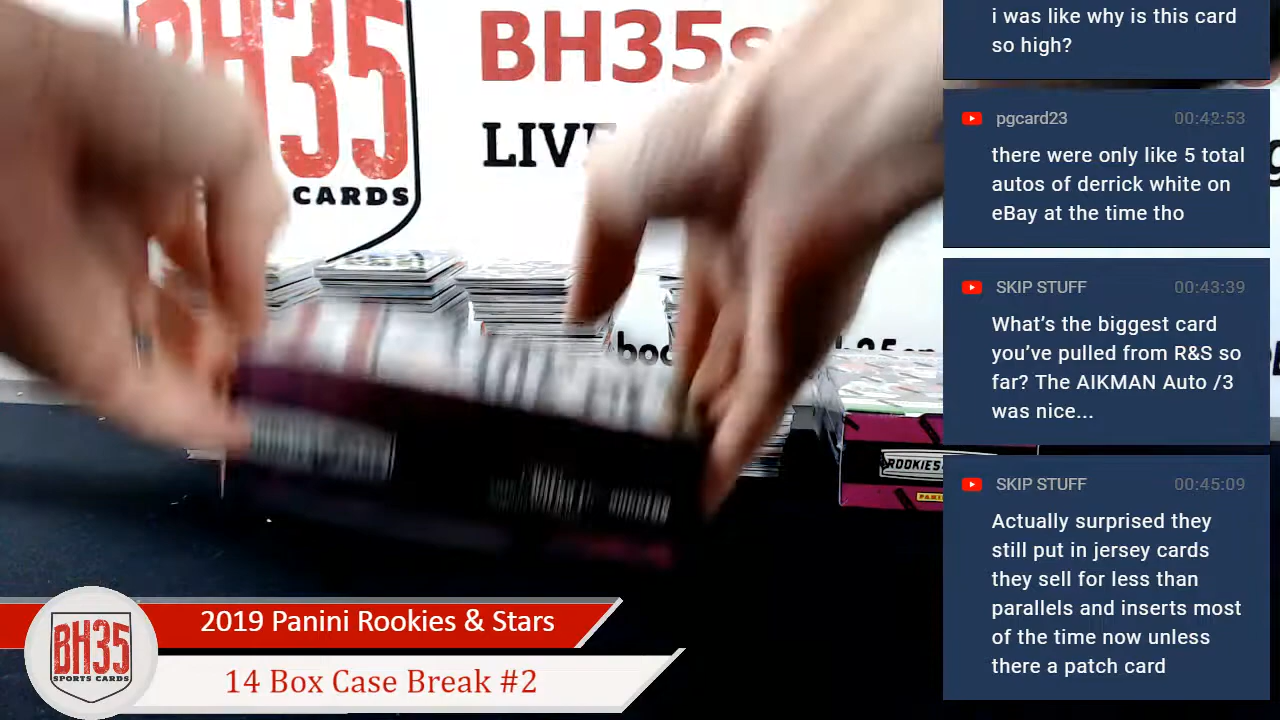 BH35
CARDS
BH35s
LIVE
ROOKIES
i was like why is this card
so high?
pgcard23 00:42:53
there were only like 5 total
autos of derrick white on
eBay at the time tho
SKIP STUFF 00:43:39
What’s the biggest card
you’ve pulled from R&S so
far? The AIKMAN Auto /3
was nice...
SKIP STUFF 00:45:09
Actually surprised they
still put in jersey cards
they sell for less than
parallels and inserts most
of the time now unless
there a patch card
BH35
SPORTS CARDS
2019 Panini Rookies & Stars
14 Box Case Break #2